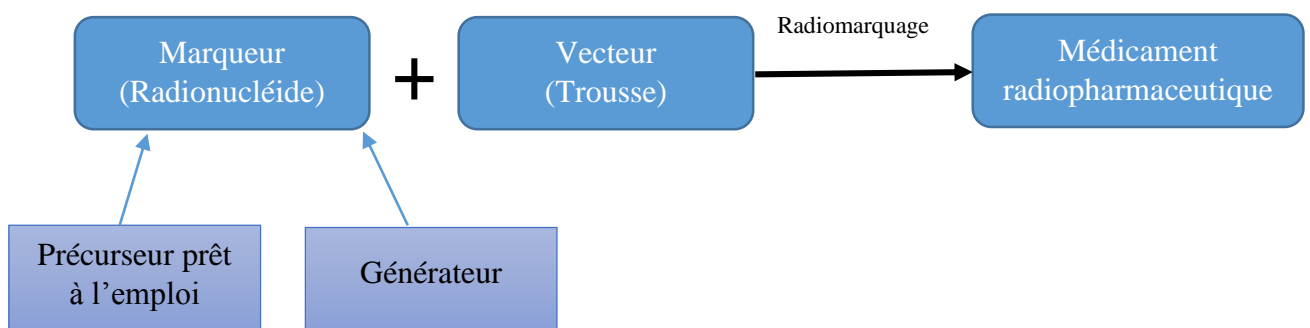 Radiomarquage
Marqueur
(Radionucléide)
+
Vecteur
(Trousse)
Médicament
radiopharmaceutique
Précurseur prêt
à l’emploi
Générateur